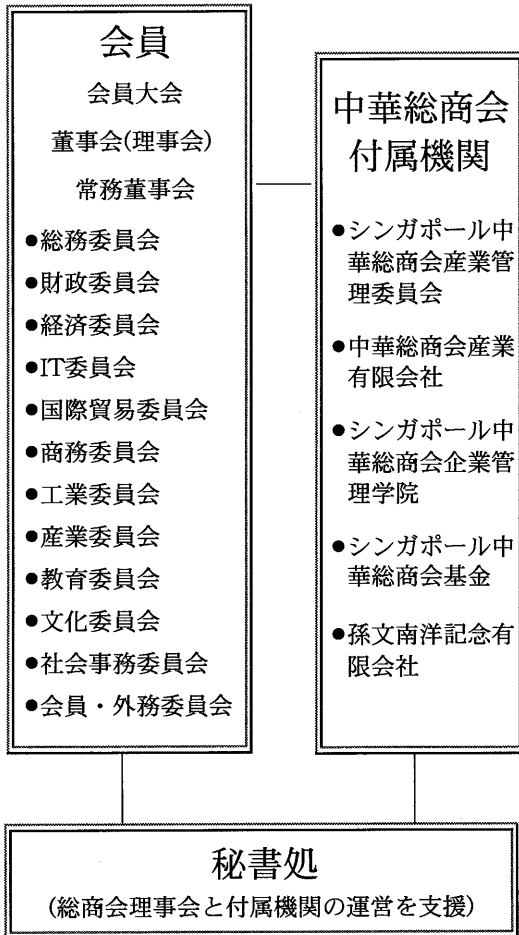 会員
会員大会
董事会(理事会)
常務董事会
●総務委員会
●財政委員会
●経済委員会
●IT委員会
●国際貿易委員会
●商務委員会
●工業委員会
●産業委員会
●教育委員会
●文化委員会
●社会事務委員会
●会員・外務委員会
中華総商会
付属機関
●シンガポール中
華総商会産業管
理委員会
●中華総商会産業
有限会社
●シンガポール中
華総商会企業管
理学院
●シンガポール中
華総商会基金
●孫文南洋記念有
限会社
秘書処
(総商会理事会と付属機関の運営を支援)